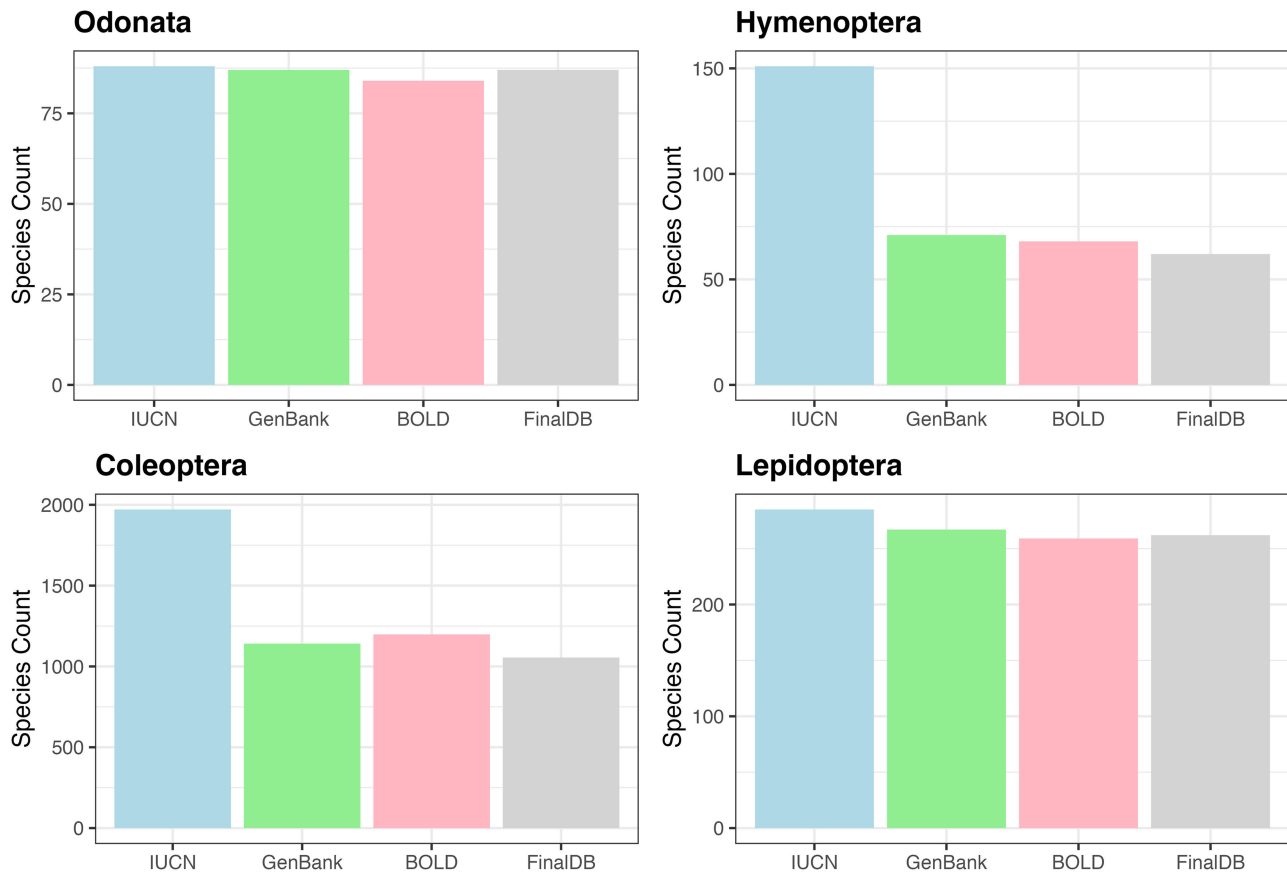 Odonata
Species Count
75
50
25
0
IUCN GenBank BOLD FinalDB
Hymenoptera
Species Count
150
100
50
0
IUCN GenBank BOLD FinalDB
Coleoptera
Species Count
2000
1500
1000
500
0
IUCN GenBank BOLD FinalDB
Lepidoptera
Species Count
200
100
0
IUCN GenBank BOLD FinalDB